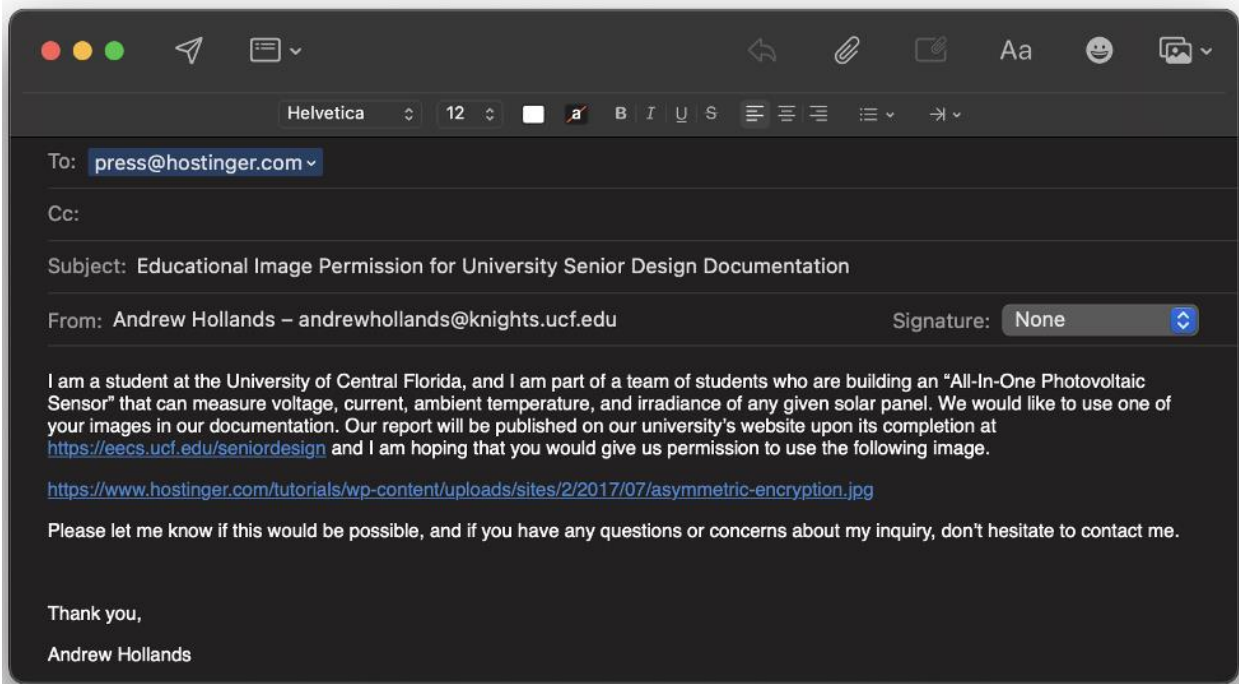 Aa
Helvetica 12 a B I U S
To: press@hostinger.com
Cc:
Subject: Educational Image Permission for University Senior Design Documentation
From: Andrew Hollands – andrewhollands@knights.ucf.edu Signature: None
I am a student at the University of Central Florida, and I am part of a team of students who are building an “All-In-One Photovoltaic
Sensor” that can measure voltage, current, ambient temperature, and irradiance of any given solar panel. We would like to use one of
your images in our documentation. Our report will be published on our university’s website upon its completion at
https://eecs.ucf.edu/seniordesign and I am hoping that you would give us permission to use the following image.
https://www.hostinger.com/tutorials/wp-content/uploads/sites/2/2017/07/asymmetric-encryption.jpg
Please let me know if this would be possible, and if you have any questions or concerns about my inquiry, don’t hesitate to contact me.
Thank you,
Andrew Hollands